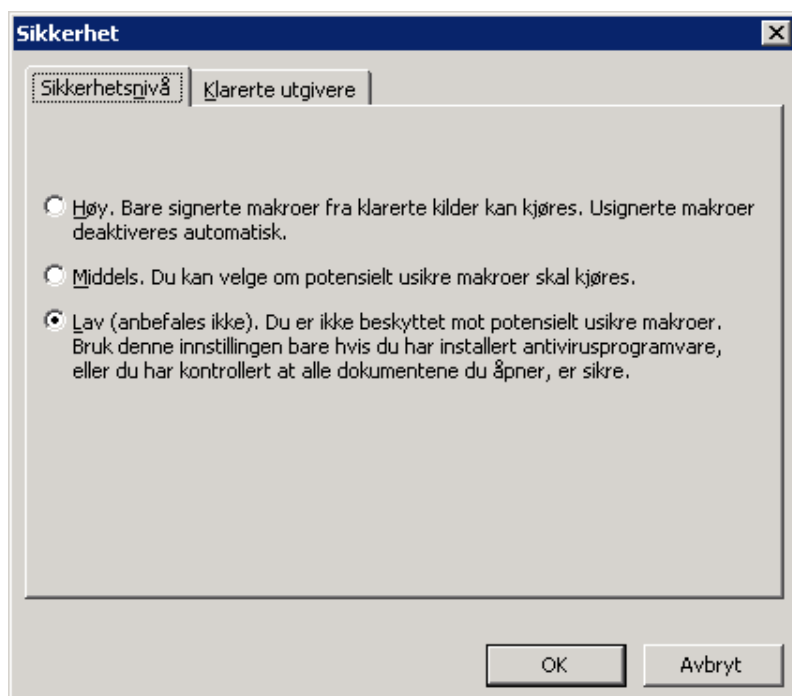 Sikkerhet
Sikkerhetsnivå
Klarerte utgivere
Høy. Bare signerte makroer fra klarerte kilder kan kjøres. Usignerte makroer
deaktiveres automatisk.
Middels. Du kan velge om potensielt usikre makroer skal kjøres.
Lav (anbefales ikke). Du er ikke beskyttet mot potensielt usikre makroer.
Bruk denne innstillingen bare hvis du har installert antivirusprogramvare,
eller du har kontrollert at alle dokumentene du åpner, er sikre.
OK
Avbryt